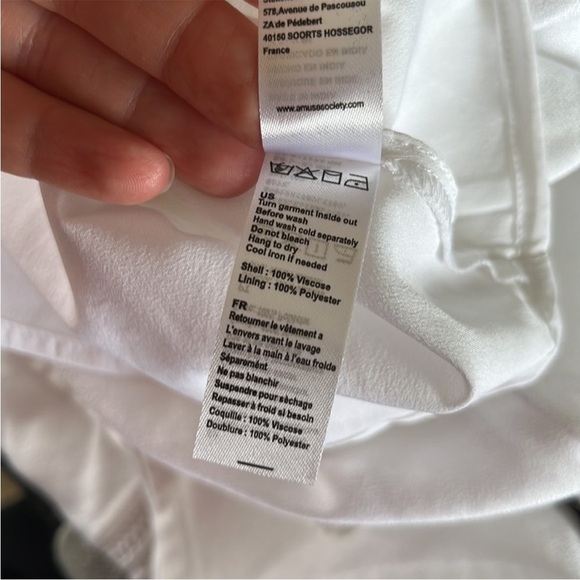 578,Avenue de Pascouaou
ZA de Pédebert
40150 SOORTS HOSSEGOR
France
www.amusesociety.com
US
Turn garment inside out
Before wash
Hand wash cold separately
Do not bleach
Hang to dry
Cool iron if needed
Shell : 100% Viscose
Lining : 100% Polyester
FR
Retourner le vêtement a
L'envers avant le lavage
Laver à la main à l'eau froide
Séparement
Ne pas blanchir
Suspendre pour sèchage
Repasser à froid si besoin
Coquille : 100% Viscose
Doublure : 100% Polyester